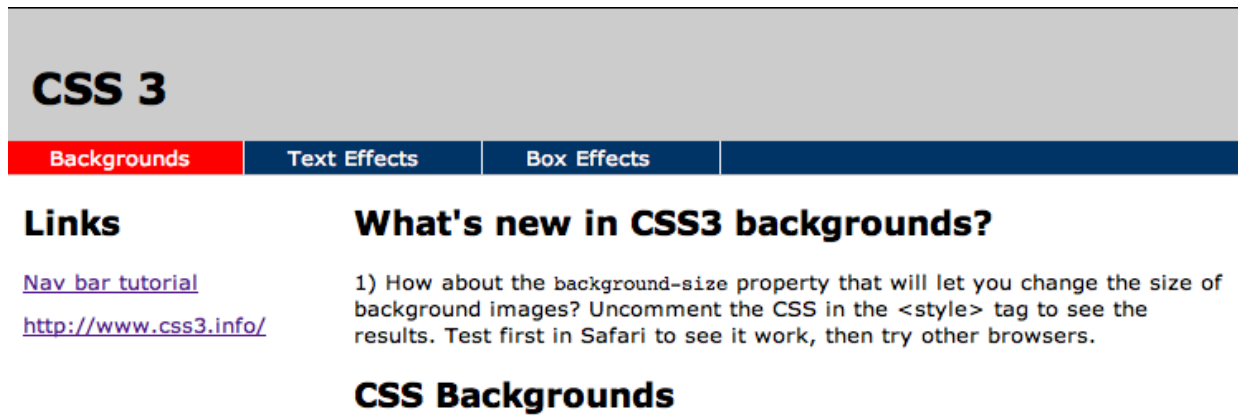 CSS 3
Backgrounds Text Effects Box Effects
Links
Nav bar tutorial
http://www.css3.info/
What's new in CSS3 backgrounds?
1) How about the background-size property that will let you change the size of
background images? Uncomment the CSS in the <style> tag to see the
results. Test first in Safari to see it work, then try other browsers.
CSS Backgrounds